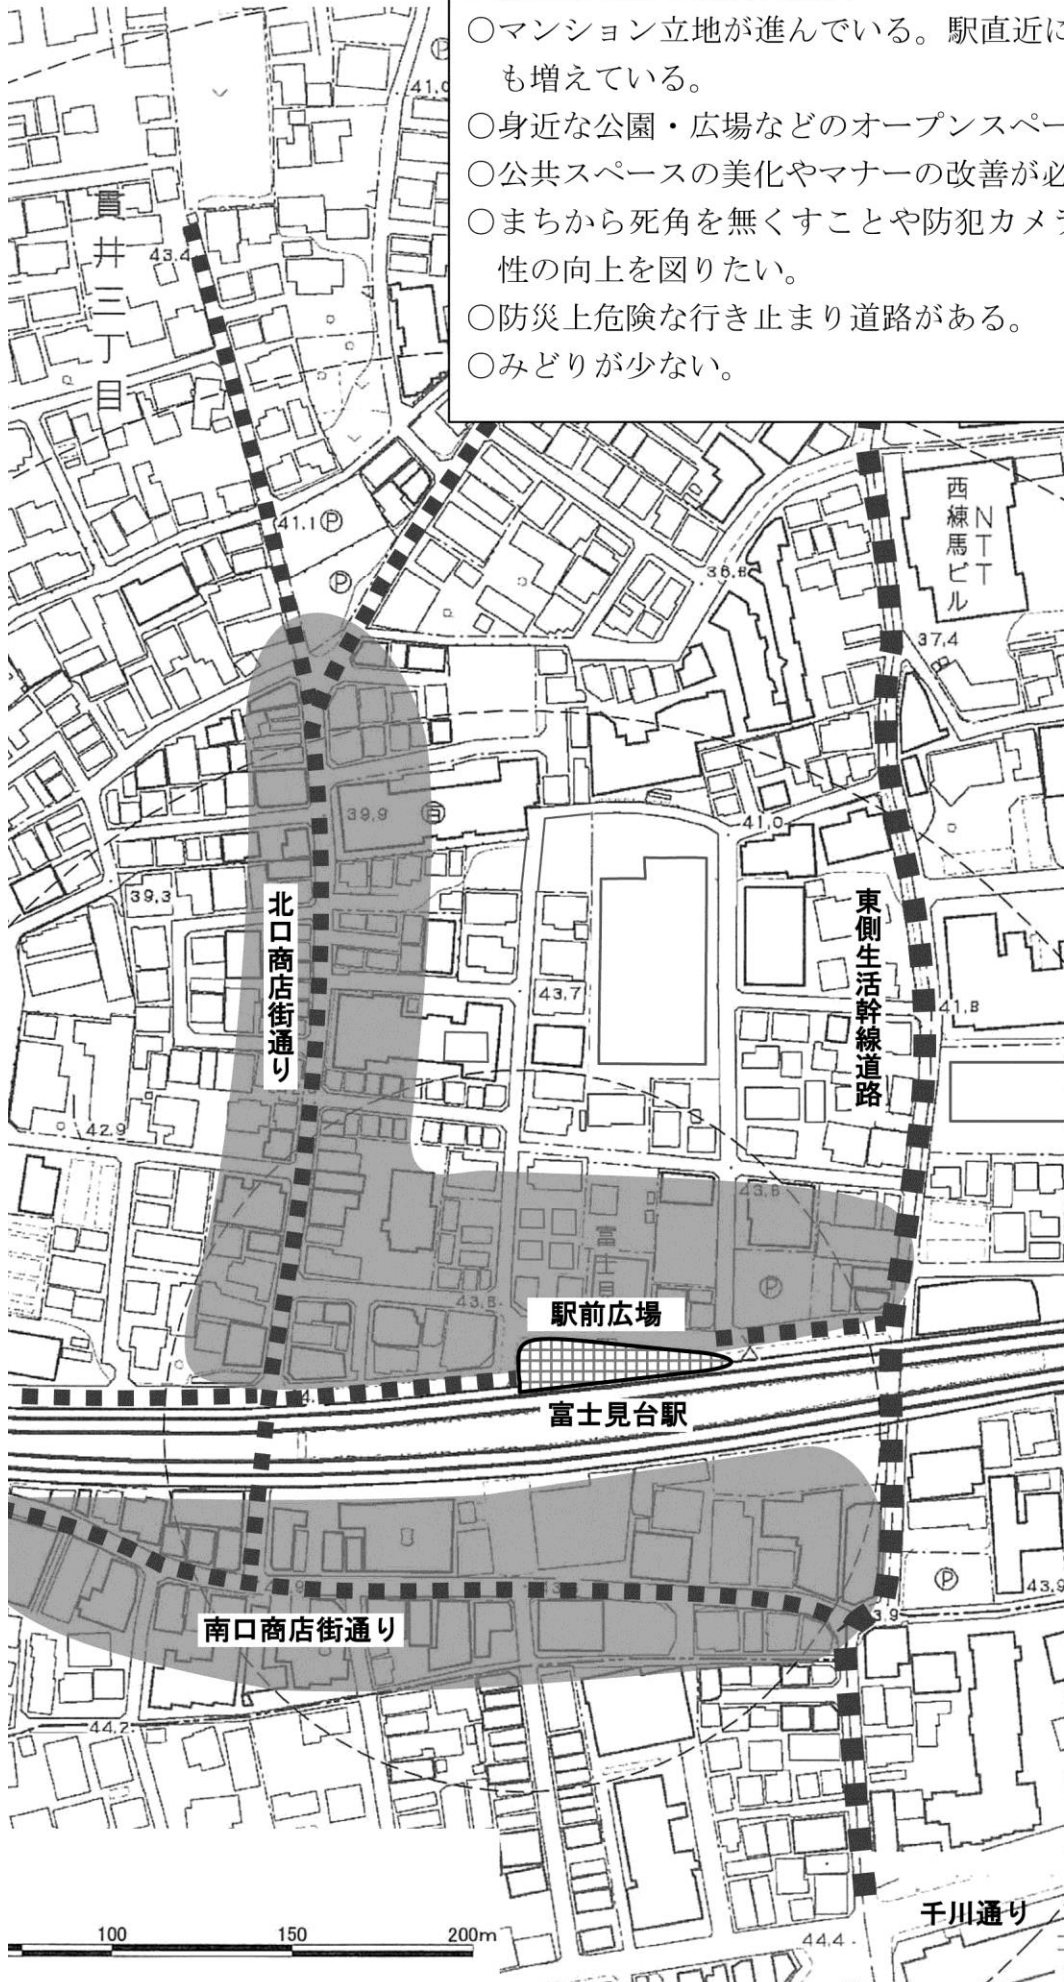 ○マンション立地が進んでいる。駅直近に
も増えている。
○身近な公園・広場などのオープンスペー
○公共スペースの美化やマナーの改善が必
○まちから死角を無くすことや防犯カメラ
性の向上を図りたい。
○防災上危険な行き止まり道路がある。
○みどりが少ない。
41.0
P
貫井三丁目
43.4
41.1
P
P
36.8
NTT
西練馬ビル
37.4
39.9
41.0
39.3
北口商店街通り
43.7
東側生活幹線道路
41.8
42.9
43.8
富士見
P
43.8
駅前広場
富士見台駅
P
43.9
3.9
南口商店街通り
44.2
千川通り
44.4
100
150
200m